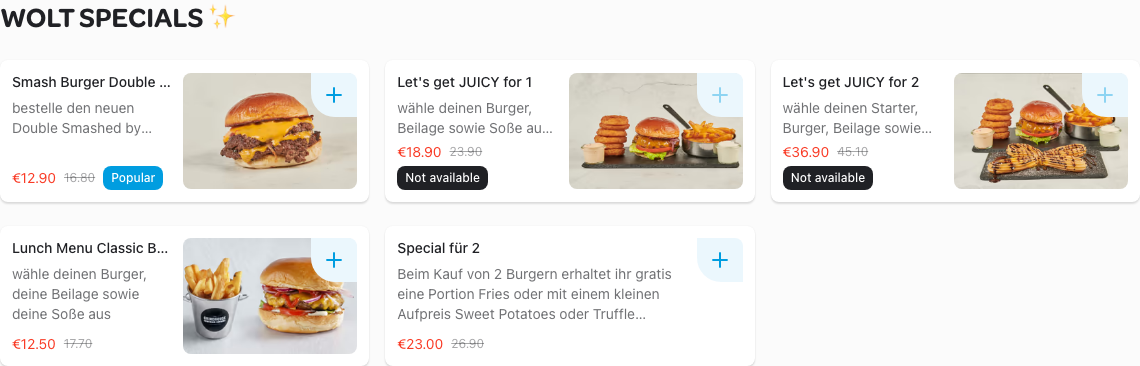 WOLT SPECIALS ✨
Smash Burger Double ...
bestelle den neuen
Double Smashed by...
€12.90 16.80 Popular
Let's get JUICY for 1
wähle deinen Burger,
Beilage sowie Soße au...
€18.90 23.90
Not available
Let's get JUICY for 2
wähle deinen Starter,
Burger, Beilage sowie...
€36.90 45.10
Not available
Lunch Menu Classic B...
wähle deinen Burger,
deine Beilage sowie
deine Soße aus
€12.50 17.70
Special für 2
Beim Kauf von 2 Burgern erhaltet ihr gratis
eine Portion Fries oder mit einem kleinen
Aufpreis Sweet Potatoes oder Truffle...
€23.00 26.90